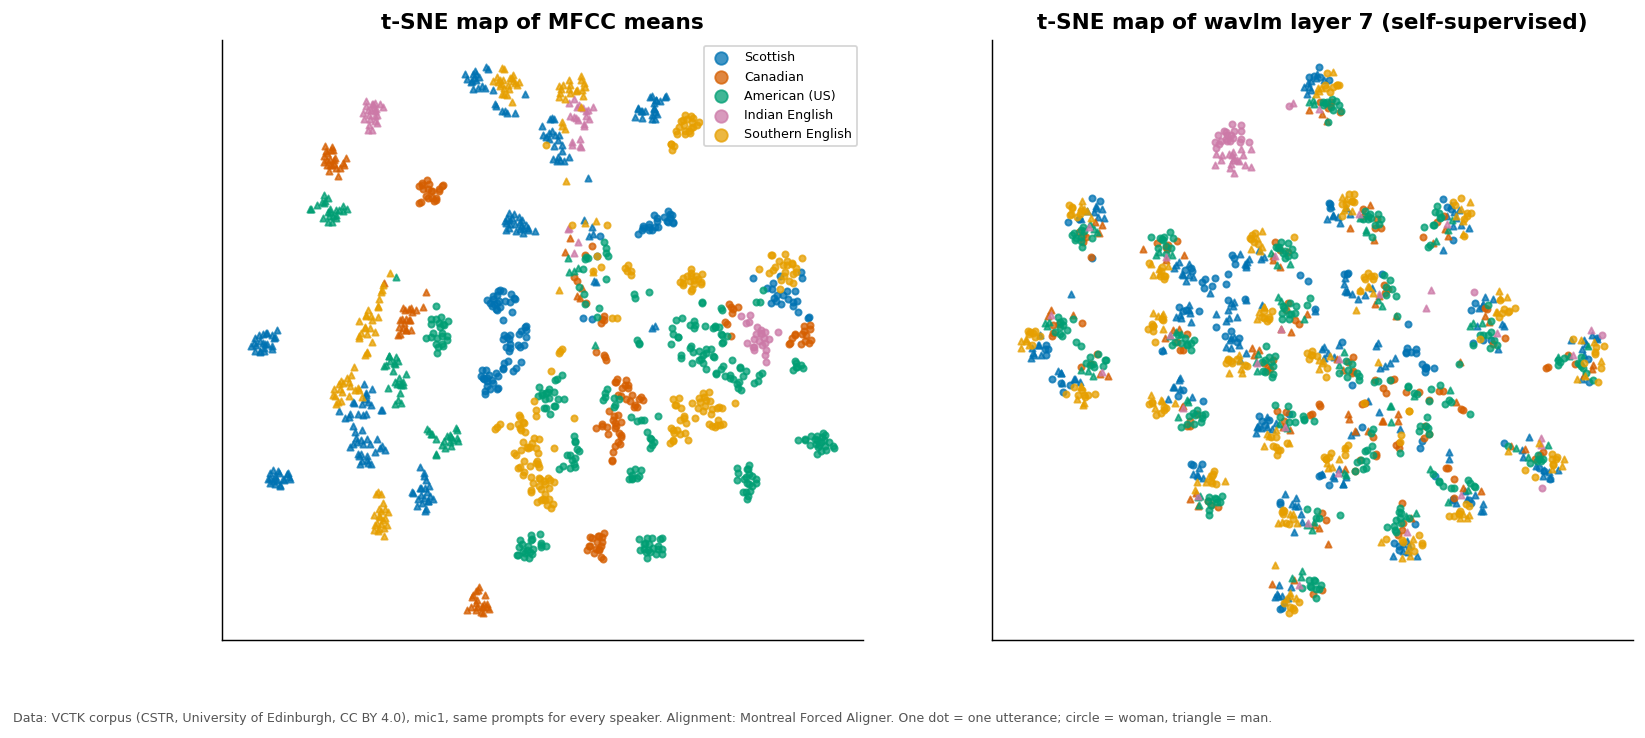 t-SNE map of MFCC means
t-SNE map of wavlm layer 7 (self-supervised)
Scottish
Canadian
American (US)
Indian English
Southern English
Data: VCTK corpus (CSTR, University of Edinburgh, CC BY 4.0), mic1, same prompts for every speaker. Alignment: Montreal Forced Aligner. One dot = one utterance; circle = woman, triangle = man.